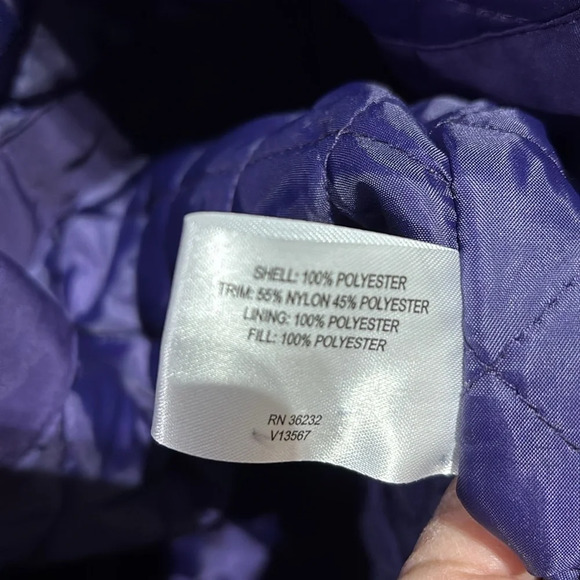 SHELL: 100% POLYESTER
TRIM: 55% NYLON 45% POLYESTER
LINING: 100% POLYESTER
FILL: 100% POLYESTER
RN 36232
V13567